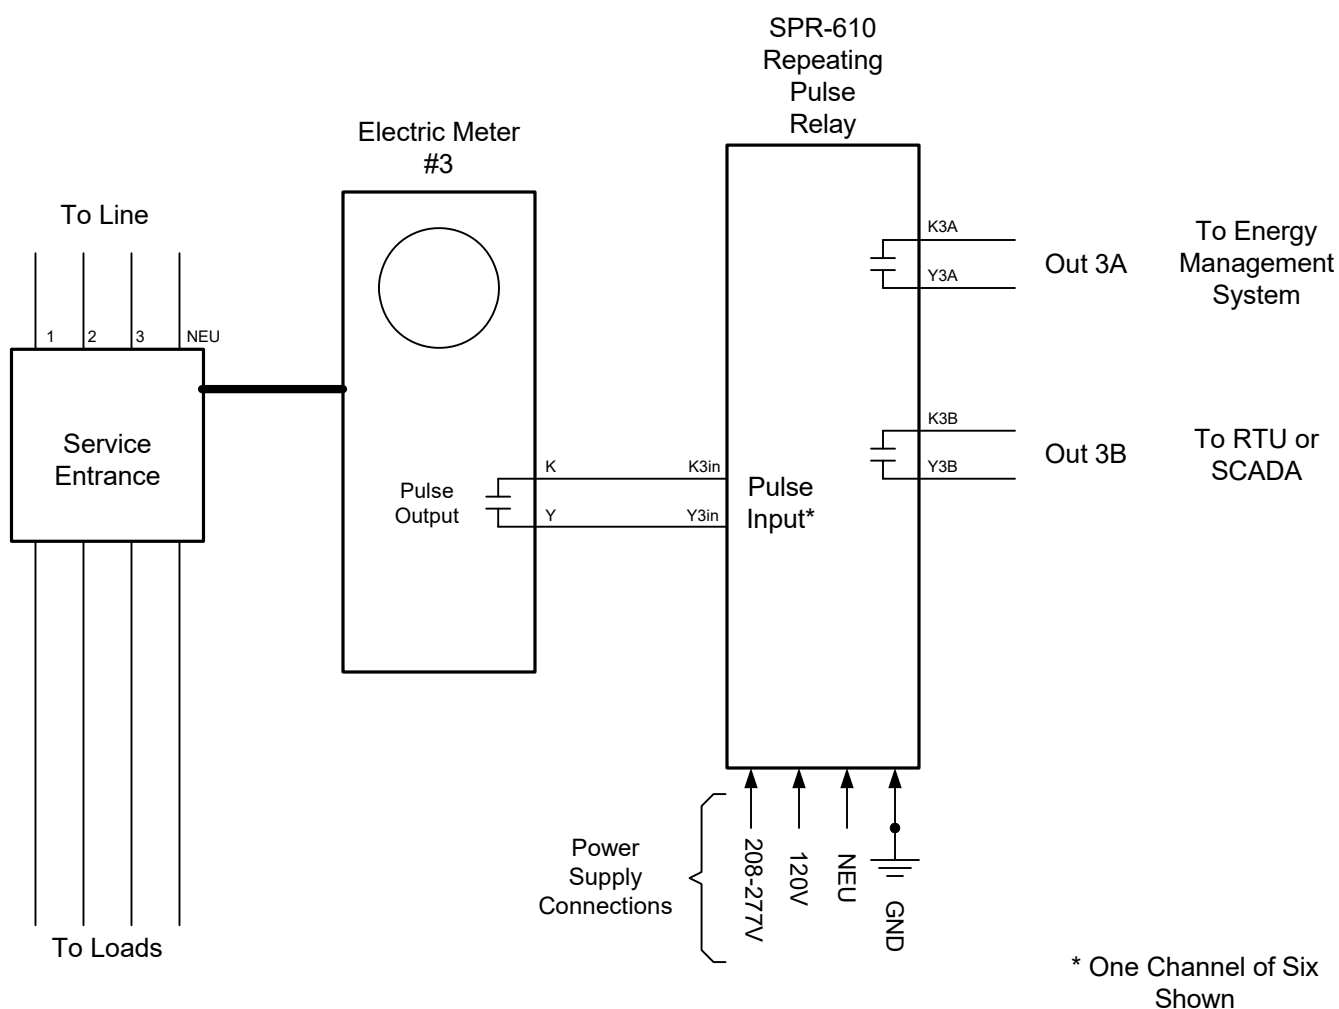 SPR-610
Repeating
Pulse
Relay
Electric Meter
#3
To Line
1
2
3
NEU
Service
Entrance
To Loads
Pulse
Output
K
Y
K3in
Y3in
Pulse
Input*
K3A
Y3A
Out 3A
To Energy
Management
System
K3B
Y3B
Out 3B
To RTU or
SCADA
Power
Supply
Connections
208-277V
120V
NEU
GND
* One Channel of Six
Shown